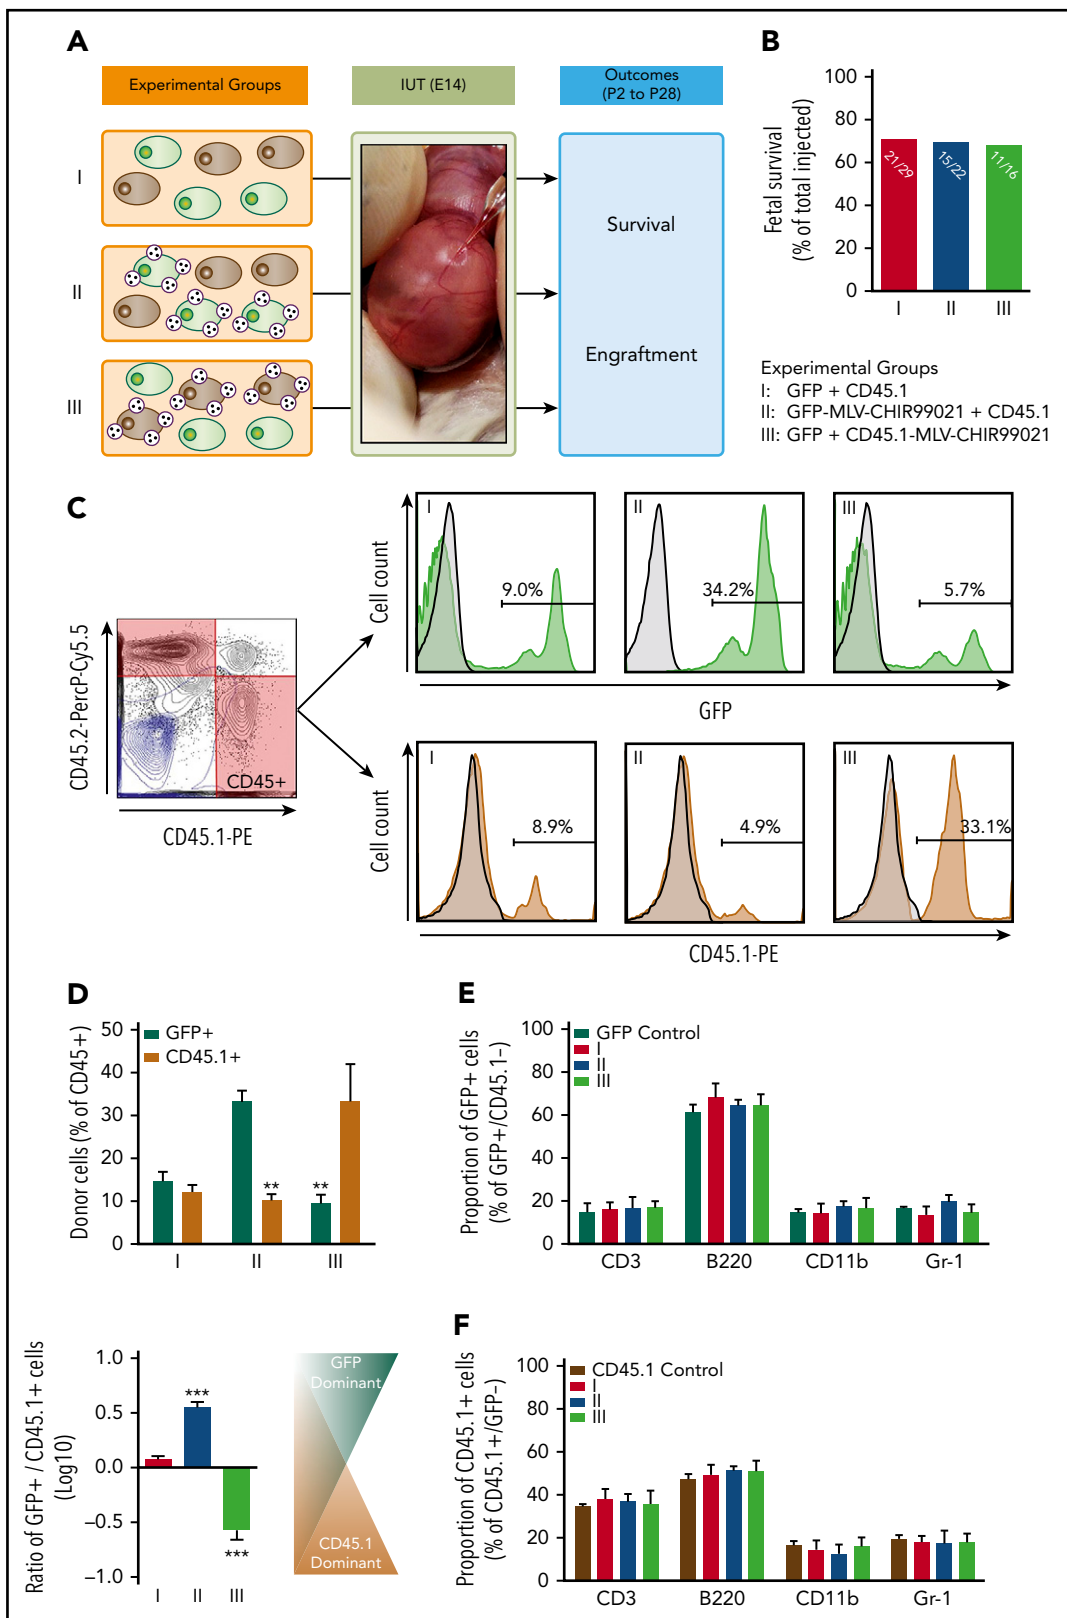 A
Experimental Groups
IUT (E14)
Outcomes
(P2 to P28)
I
II
III
Survival
Engraftment
B
Fetal survival
(% of total injected)
100
80
60
40
20
0
21/29
15/22
11/16
I
II
III
Experimental Groups
I: GFP + CD45.1
II: GFP-MLV-CHIR99021 + CD45.1
III: GFP + CD45.1-MLV-CHIR99021
C
CD45.2-PercP-Cy5.5
CD45+
CD45.1-PE
Cell count
I
9.0%
II
34.2%
III
5.7%
GFP
Cell count
I
8.9%
II
4.9%
III
33.1%
CD45.1-PE
D
Donor cells (% of CD45+)
50
40
30
20
10
0
GFP+
CD45.1+
**
**
I
II
III
Ratio of GFP+ / CD45.1+ cells
(Log10)
1.0
0.5
0.0
−0.5
−1.0
***
***
I
II
III
GFP
Dominant
CD45.1
Dominant
E
Proportion of GFP+ cells
(% of GFP+/CD45.1−)
100
80
60
40
20
0
GFP Control
I
II
III
CD3
B220
CD11b
Gr-1
F
Proportion of CD45.1+ cells
(% of CD45.1+/GFP−)
100
80
60
40
20
0
CD45.1 Control
I
II
III
CD3
B220
CD11b
Gr-1